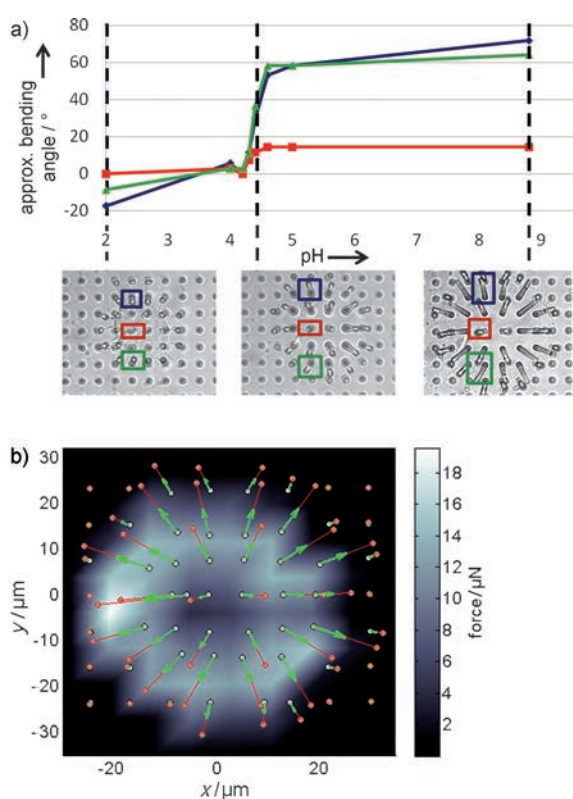 a)
80
60
40
20
0
-20
approx. bending
angle / °
2 3 4 5 6 7 8 9
pH
b)
30
20
10
0
-10
-20
-30
y / µm
-20 0 20
x / µm
18
16
14
12
10
8
6
4
2
force / µN